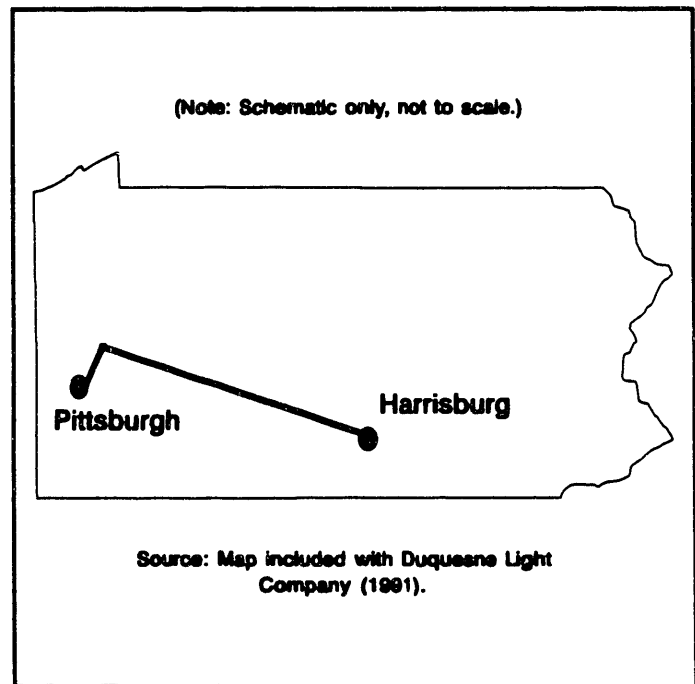 (Note: Schematic only, not to scale.)
Harrisburg
Pittsburgh
Source: Map included with Duquesne Light
Company (1991).